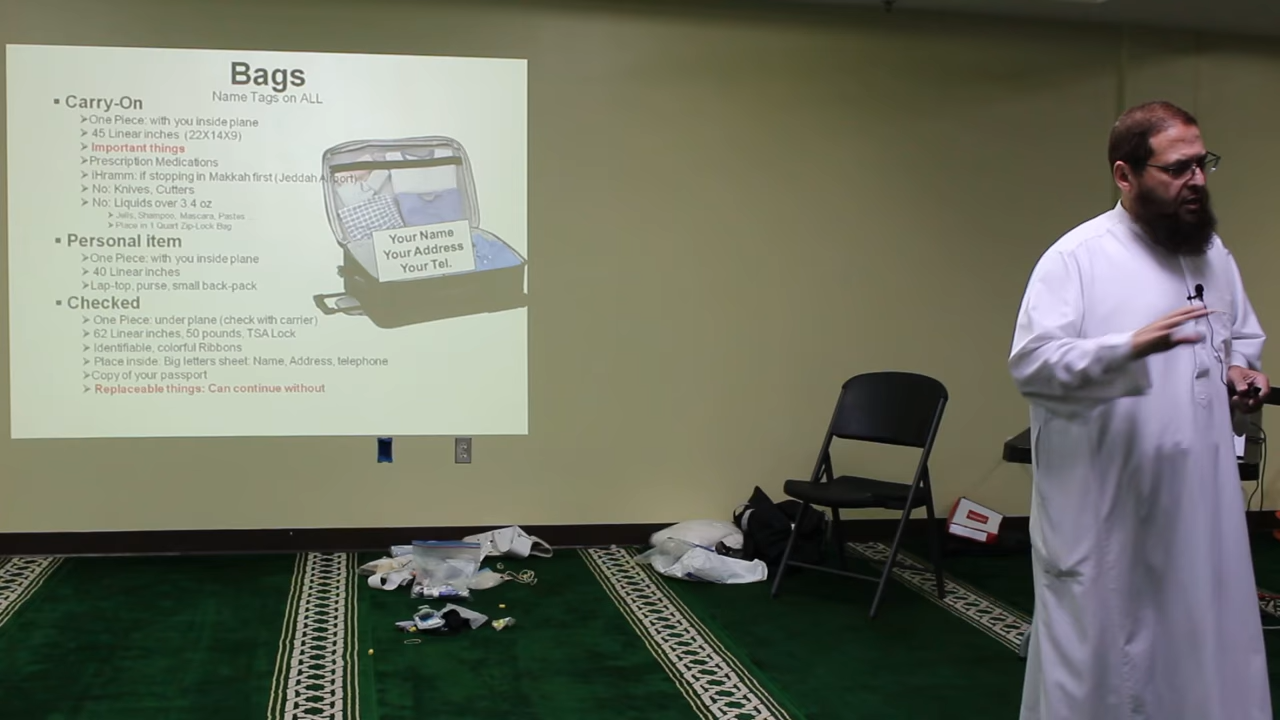 Bags
Name Tags on ALL
▪ Carry-On
➢One Piece: with you inside plane
➢ 45 Linear inches (22X14X9)
➢ Important things
➢Prescription Medications
➢ iHramm: if stopping in Makkah first (Jeddah Airport)
➢ No: Knives, Cutters
➢ No: Liquids over 3.4 oz
➢ Jells, Shampoo, Mascara, Pastes ...
➢ Place in 1 Quart Zip-Lock Bag
▪ Personal item
➢One Piece: with you inside plane
➢ 40 Linear inches
➢Lap-top, purse, small back-pack
▪ Checked
➢ One Piece: under plane (check with carrier)
➢ 62 Linear inches, 50 pounds, TSA Lock
➢ Identifiable, colorful Ribbons
➢ Place inside: Big letters sheet: Name, Address, telephone
➢Copy of your passport
➢ Replaceable things: Can continue without
Your Name
Your Address
Your Tel.